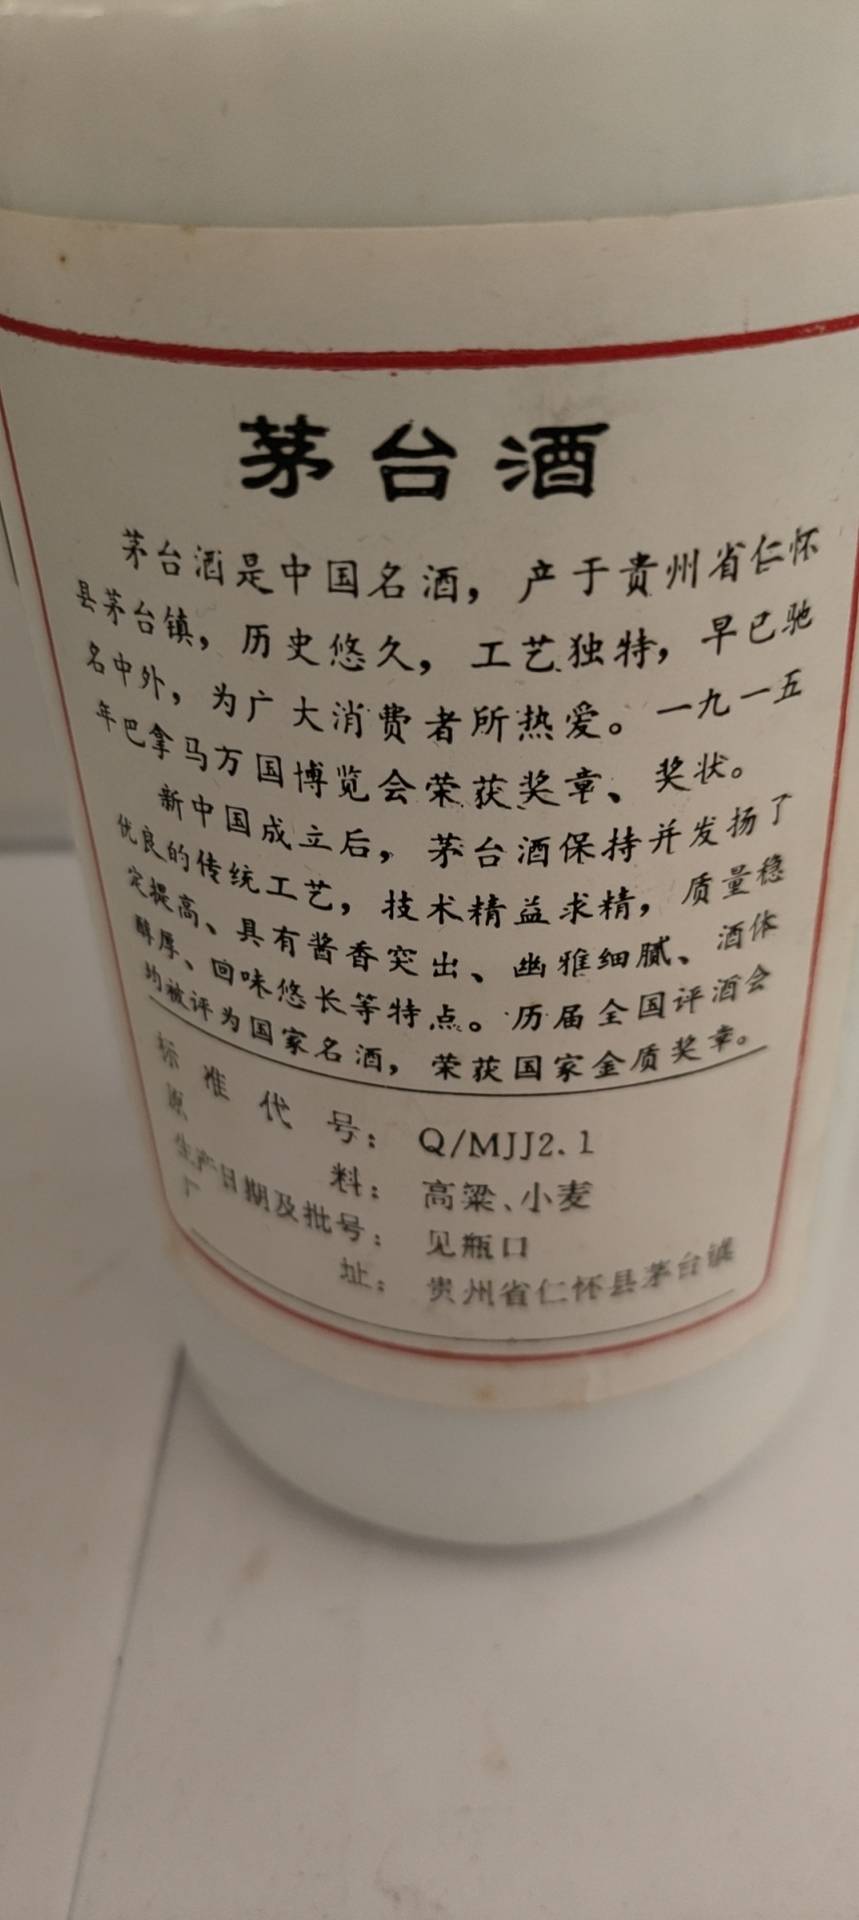 茅台酒
茅台酒是中国名酒，产于贵州省仁怀
县茅台镇，历史悠久，工艺独特，早已驰
名中外，为广大消费者所热爱。一九一五
年巴拿马万国博览会荣获奖章、奖状。
新中国成立后，茅台酒保持并发扬了
优良的传统工艺，技术精益求精，质量稳
定提高、具有酱香突出、幽雅细腻、酒体
醇厚、回味悠长等特点。历届全国评酒会
均被评为国家名酒，荣获国家金质奖章。
标准代号：Q/MJJ2.1
原料：高粱、小麦
生产日期及批号：见瓶口
厂址：贵州省仁怀县茅台镇